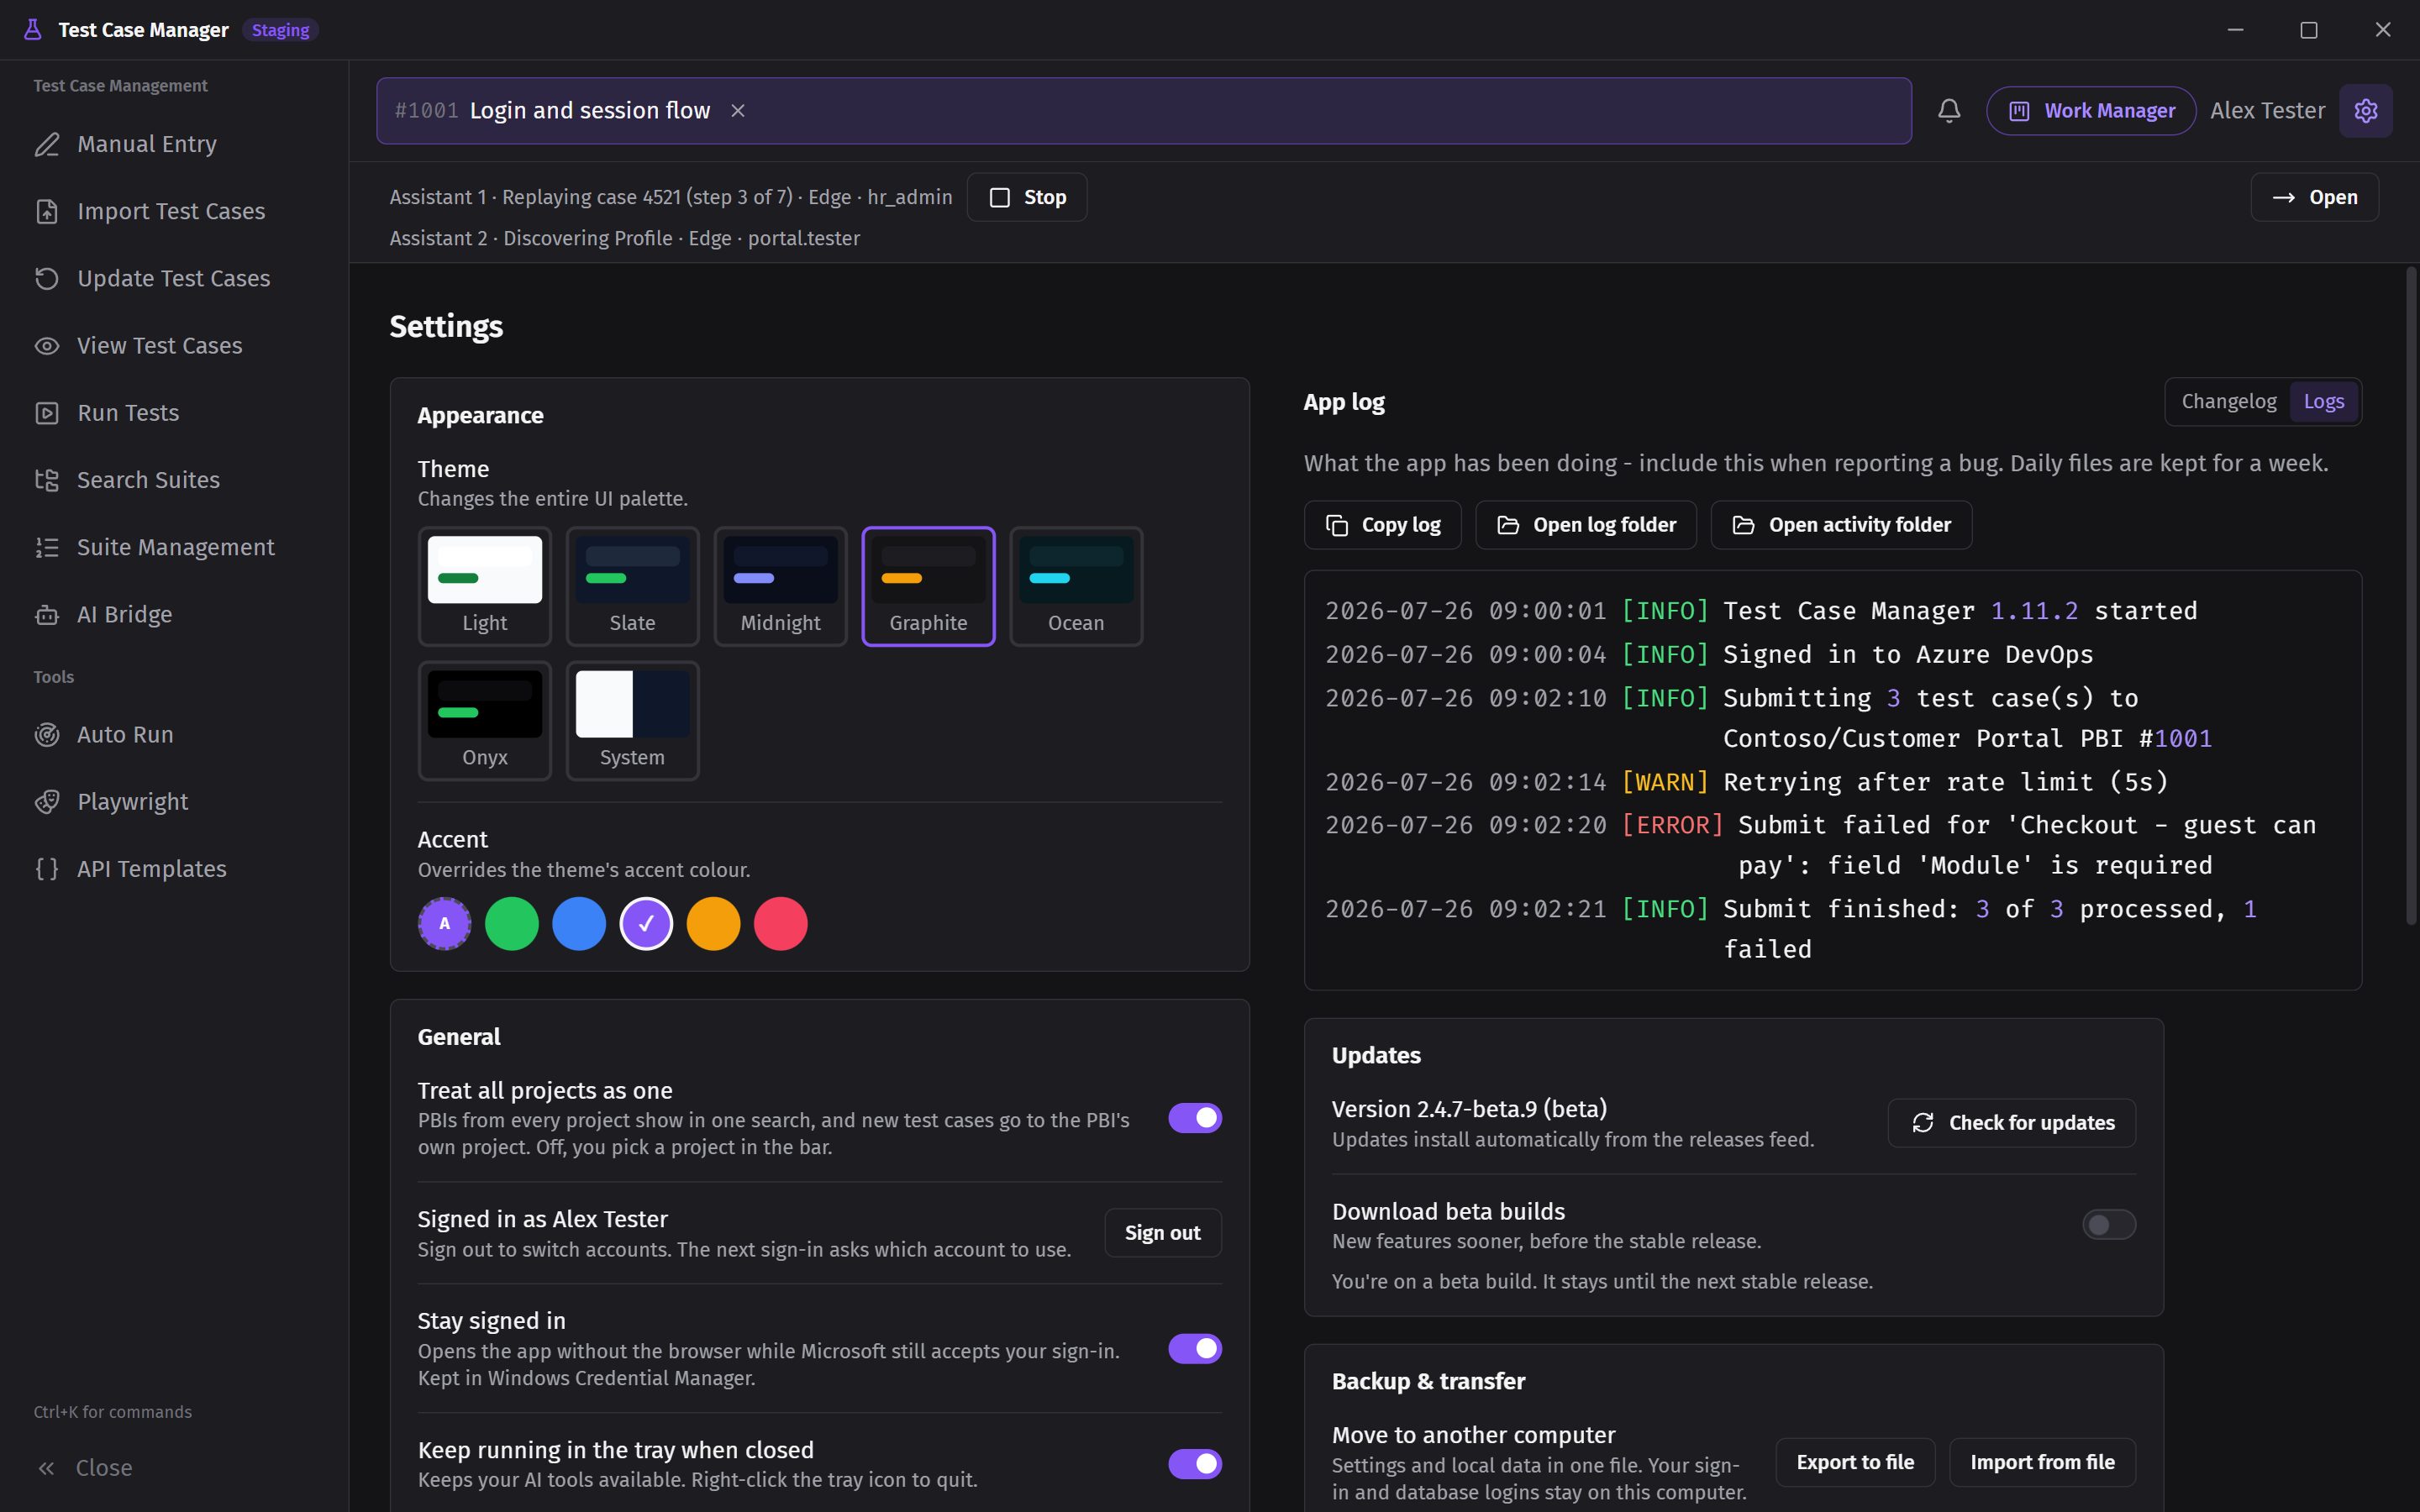 Test Case Manager Staging
Test Case Management
Manual Entry
Import Test Cases
Update Test Cases
View Test Cases
Run Tests
Search Suites
Suite Management
AI Bridge
Tools
Auto Run
Playwright
API Templates
Ctrl+K for commands
Close
#1001 Login and session flow
Work Manager
Alex Tester
Assistant 1 · Replaying case 4521 (step 3 of 7) · Edge · hr_admin
Stop
Open
Assistant 2 · Discovering Profile · Edge · portal.tester
Settings
Appearance
Theme
Changes the entire UI palette.
Light
Slate
Midnight
Graphite
Ocean
Onyx
System
Accent
Overrides the theme's accent colour.
A
General
Treat all projects as one
PBIs from every project show in one search, and new test cases go to the PBI's
own project. Off, you pick a project in the bar.
Signed in as Alex Tester
Sign out to switch accounts. The next sign-in asks which account to use.
Sign out
Stay signed in
Opens the app without the browser while Microsoft still accepts your sign-in.
Kept in Windows Credential Manager.
Keep running in the tray when closed
Keeps your AI tools available. Right-click the tray icon to quit.
App log
Changelog
Logs
What the app has been doing - include this when reporting a bug. Daily files are kept for a week.
Copy log
Open log folder
Open activity folder
2026-07-26 09:00:01 [INFO] Test Case Manager 1.11.2 started
2026-07-26 09:00:04 [INFO] Signed in to Azure DevOps
2026-07-26 09:02:10 [INFO] Submitting 3 test case(s) to
Contoso/Customer Portal PBI #1001
2026-07-26 09:02:14 [WARN] Retrying after rate limit (5s)
2026-07-26 09:02:20 [ERROR] Submit failed for 'Checkout - guest can
pay': field 'Module' is required
2026-07-26 09:02:21 [INFO] Submit finished: 3 of 3 processed, 1
failed
Updates
Version 2.4.7-beta.9 (beta)
Updates install automatically from the releases feed.
Check for updates
Download beta builds
New features sooner, before the stable release.
You're on a beta build. It stays until the next stable release.
Backup & transfer
Move to another computer
Settings and local data in one file. Your sign-
in and database logins stay on this computer.
Export to file
Import from file